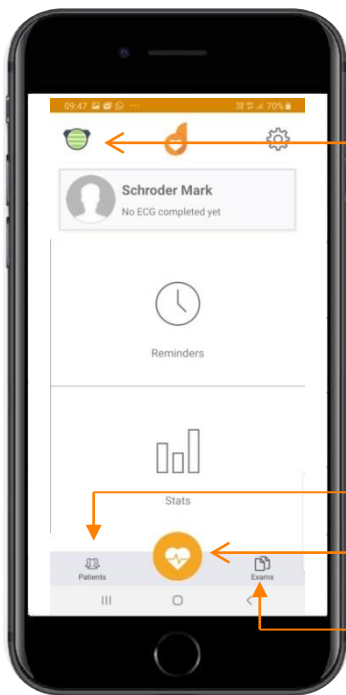 09:47 ... 70%
Schroder Mark
No ECG completed yet
Reminders
Stats
Patients
Exams